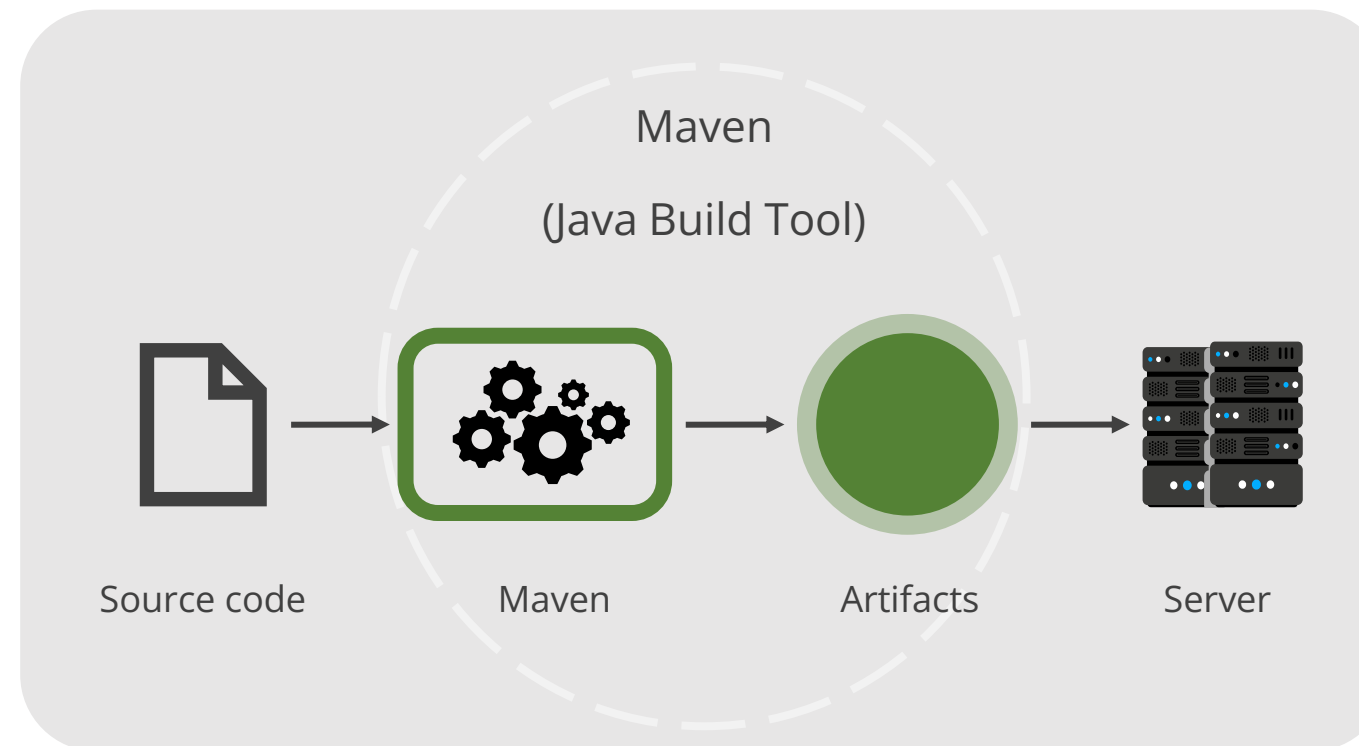 Maven
(Java Build Tool)
Source code
Maven
Artifacts
Server